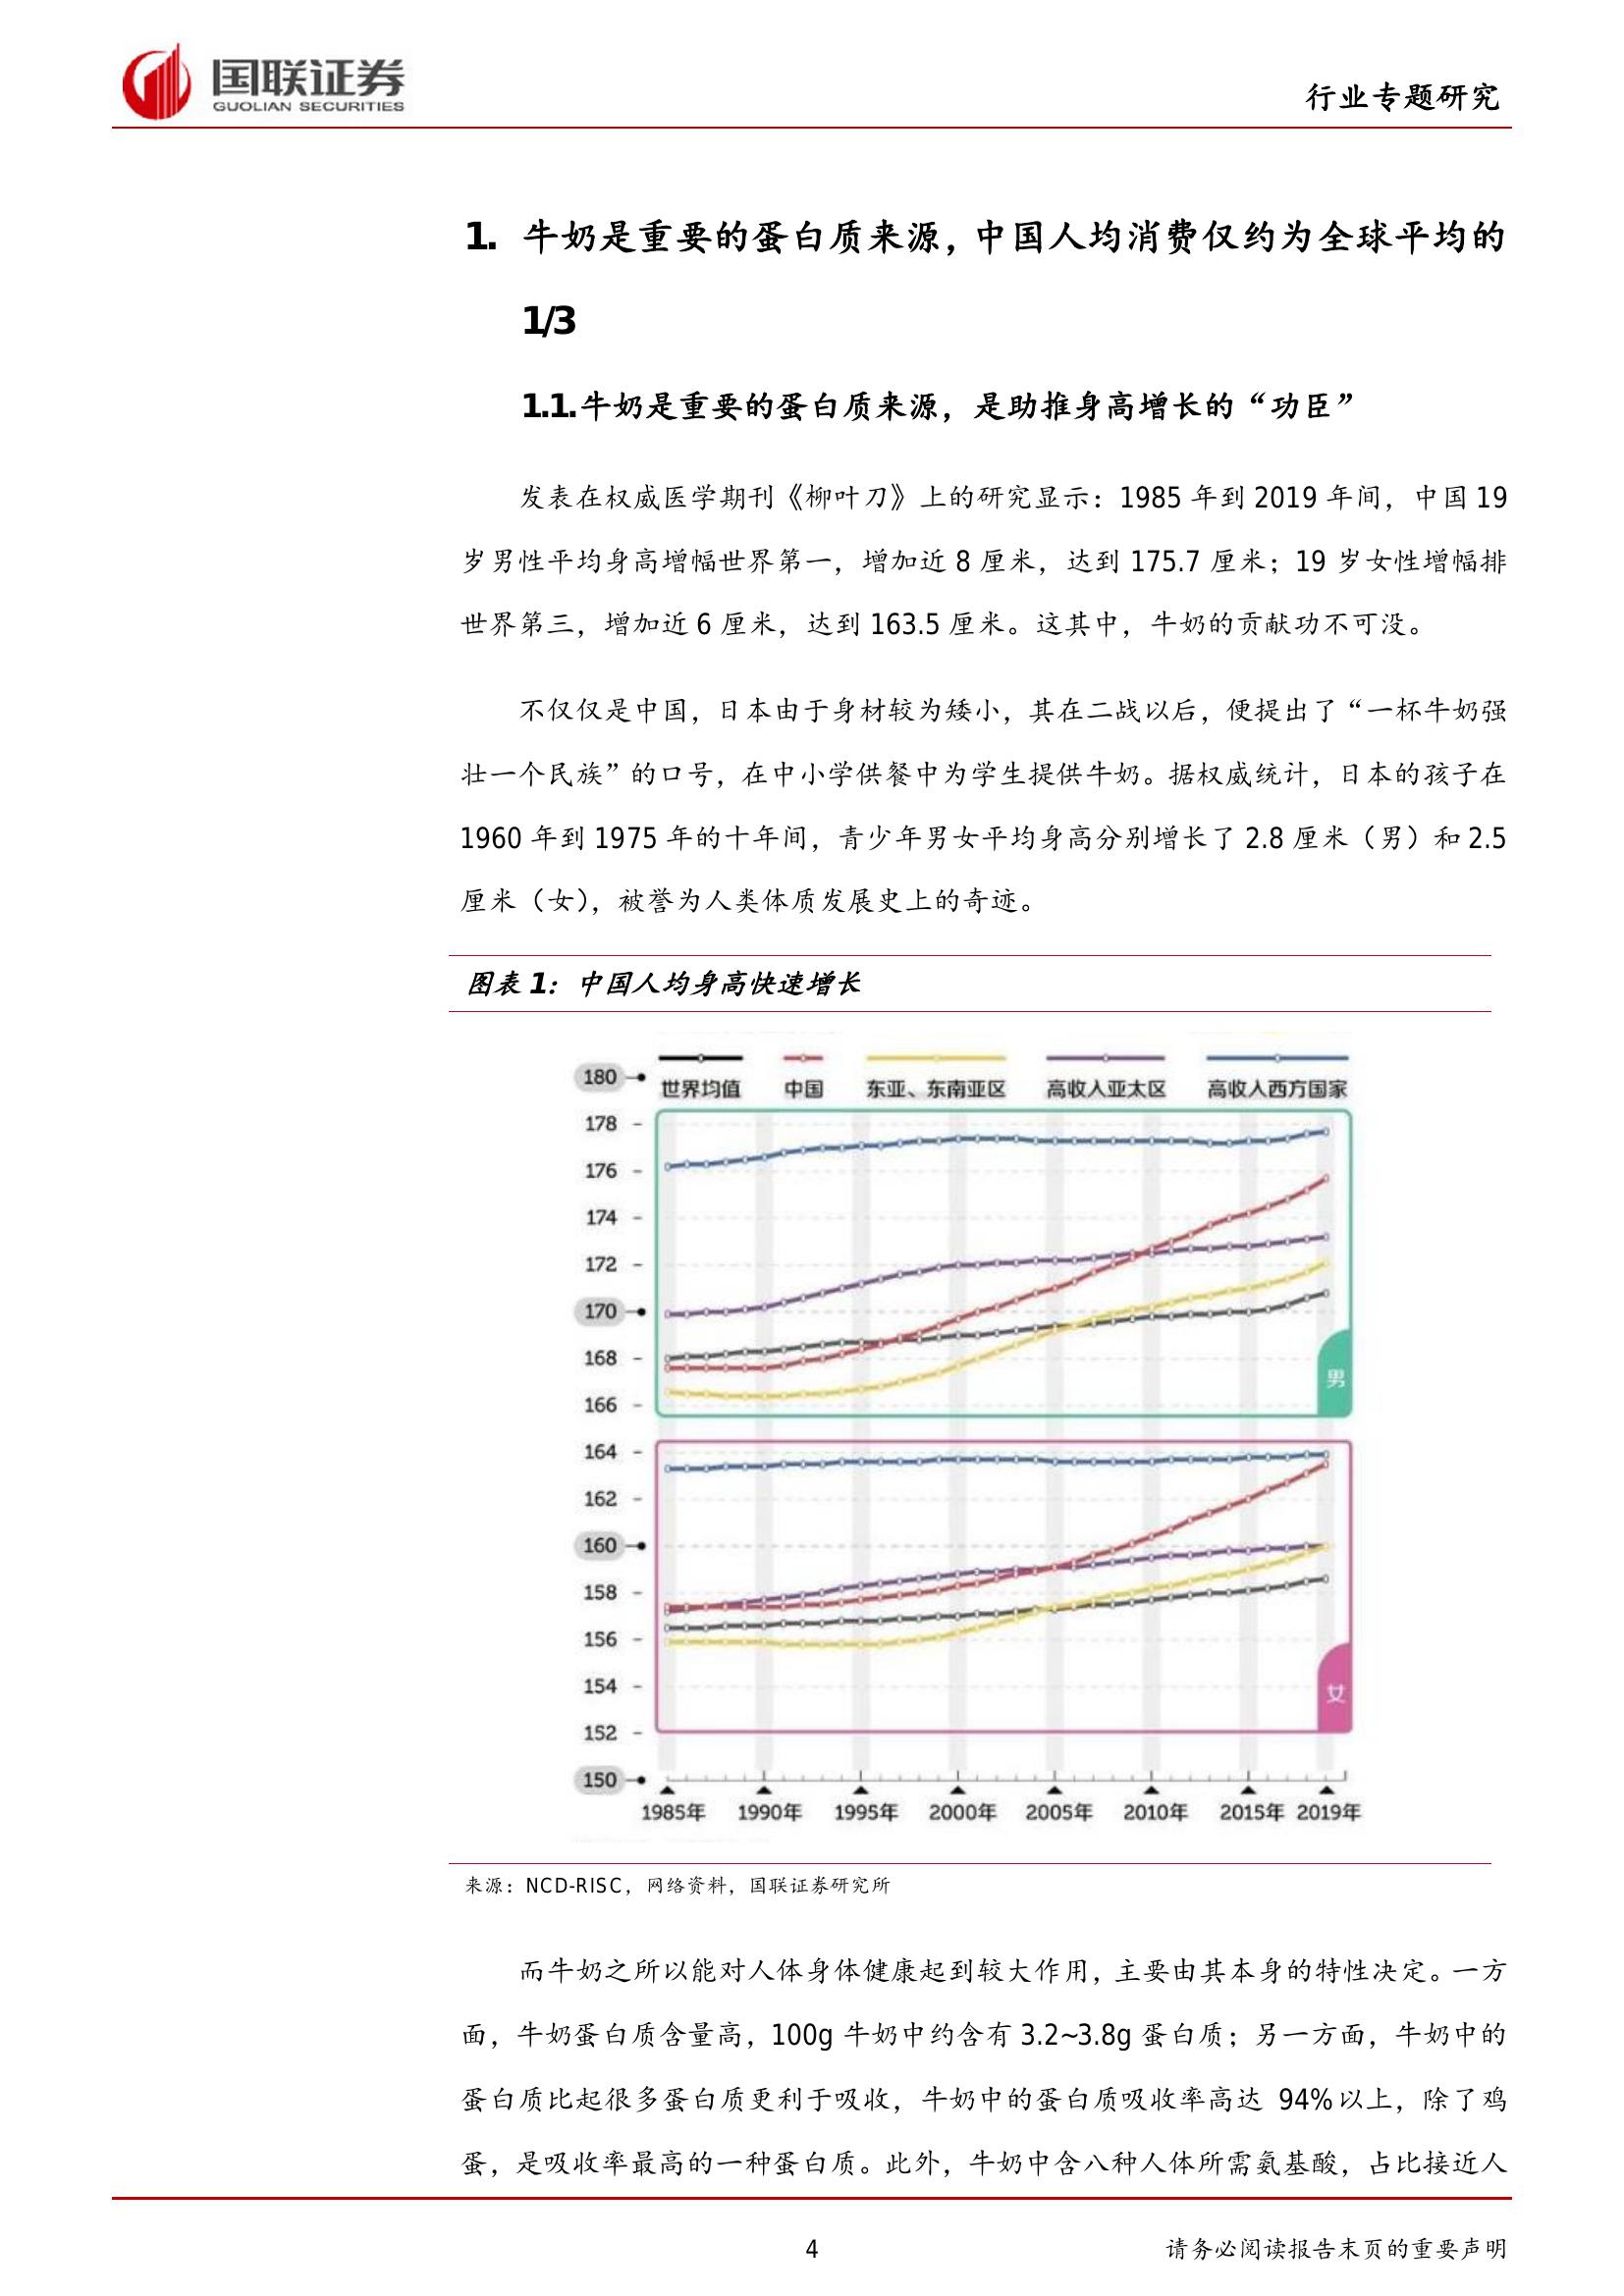 国联证券
GUOLIAN SECURITIES
行业专题研究
1. 牛奶是重要的蛋白质来源，中国人均消费仅约为全球平均的
1/3
1.1.牛奶是重要的蛋白质来源，是助推身高增长的“功臣”
发表在权威医学期刊《柳叶刀》上的研究显示：1985 年到 2019 年间，中国 19
岁男性平均身高增幅世界第一，增加近 8 厘米，达到 175.7 厘米；19 岁女性增幅排
世界第三，增加近 6 厘米，达到 163.5 厘米。这其中，牛奶的贡献功不可没。
不仅仅是中国，日本由于身材较为矮小，其在二战以后，便提出了“一杯牛奶强
壮一个民族”的口号，在中小学供餐中为学生提供牛奶。据权威统计，日本的孩子在
1960 年到 1975 年的十年间，青少年男女平均身高分别增长了 2.8 厘米（男）和 2.5
厘米（女），被誉为人类体质发展史上的奇迹。
图表 1：中国人均身高快速增长
世界均值 中国 东亚、东南亚区 高收入亚太区 高收入西方国家
180
178
176
174
172
170
168
166
男
164
162
160
158
156
154
152
女
150
1985年 1990年 1995年 2000年 2005年 2010年 2015年 2019年
来源：NCD-RISC，网络资料，国联证券研究所
而牛奶之所以能对人体身体健康起到较大作用，主要由其本身的特性决定。一方
面，牛奶蛋白质含量高，100g 牛奶中约含有 3.2~3.8g 蛋白质；另一方面，牛奶中的
蛋白质比起很多蛋白质更利于吸收，牛奶中的蛋白质吸收率高达 94%以上，除了鸡
蛋，是吸收率最高的一种蛋白质。此外，牛奶中含八种人体所需氨基酸，占比接近人
4
请务必阅读报告末页的重要声明